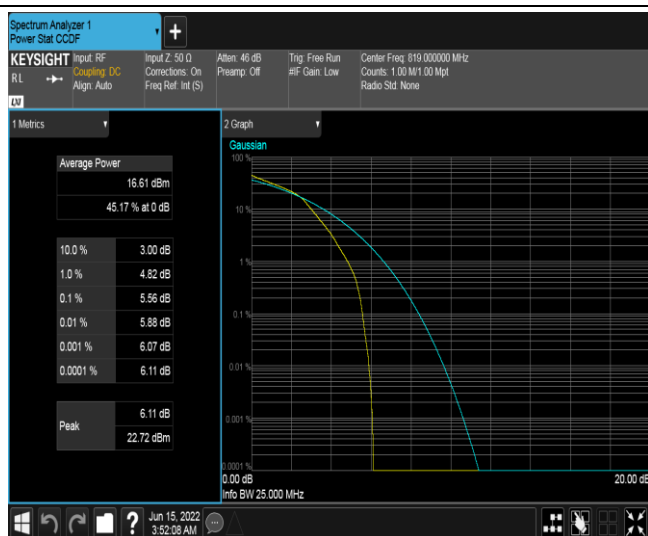 Spectrum Analyzer 1
Power Stat CCDF
KEYSIGHT
Input: RF
Coupling: DC
Align: Auto
Input Z: 50 Ω
Corrections: On
Freq Ref: Int (S)
Atten: 46 dB
Preamp: Off
Trig: Free Run
#IF Gain: Low
Center Freq: 819.000000 MHz
Counts: 1.00 M/1.00 Mpt
Radio Std: None
R L
LXI
1 Metrics
Average Power
16.61 dBm
45.17 % at 0 dB
10.0 % 3.00 dB
1.0 % 4.82 dB
0.1 % 5.56 dB
0.01 % 5.88 dB
0.001 % 6.07 dB
0.0001 % 6.11 dB
Peak
6.11 dB
22.72 dBm
2 Graph
Gaussian
100 %
10 %
1 %
0.1 %
0.01 %
0.001 %
0.0001 %
0.00 dB 20.00 dB
Info BW 25.000 MHz
Jun 15, 2022
3:52:08 AM